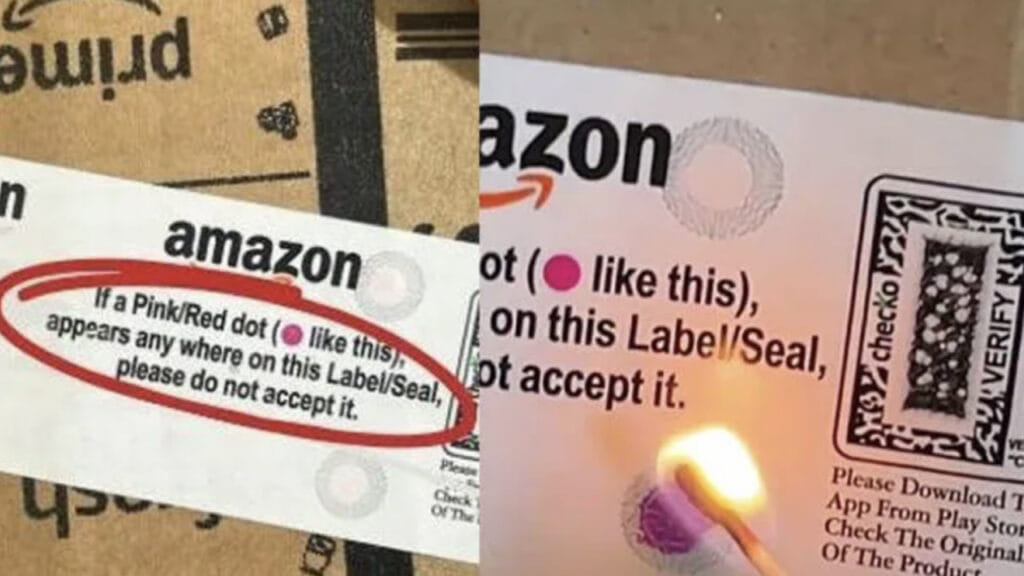 prime
n
amazon
If a Pink/Red dot ( like this),
appears any where on this Label/Seal,
please do not accept it.
Please
Check
Of The
azon
ot ( like this),
on this Label/Seal,
ot accept it.
checko
VERIFY
Please Download T
App From Play Stor
Check The Original
Of The Product